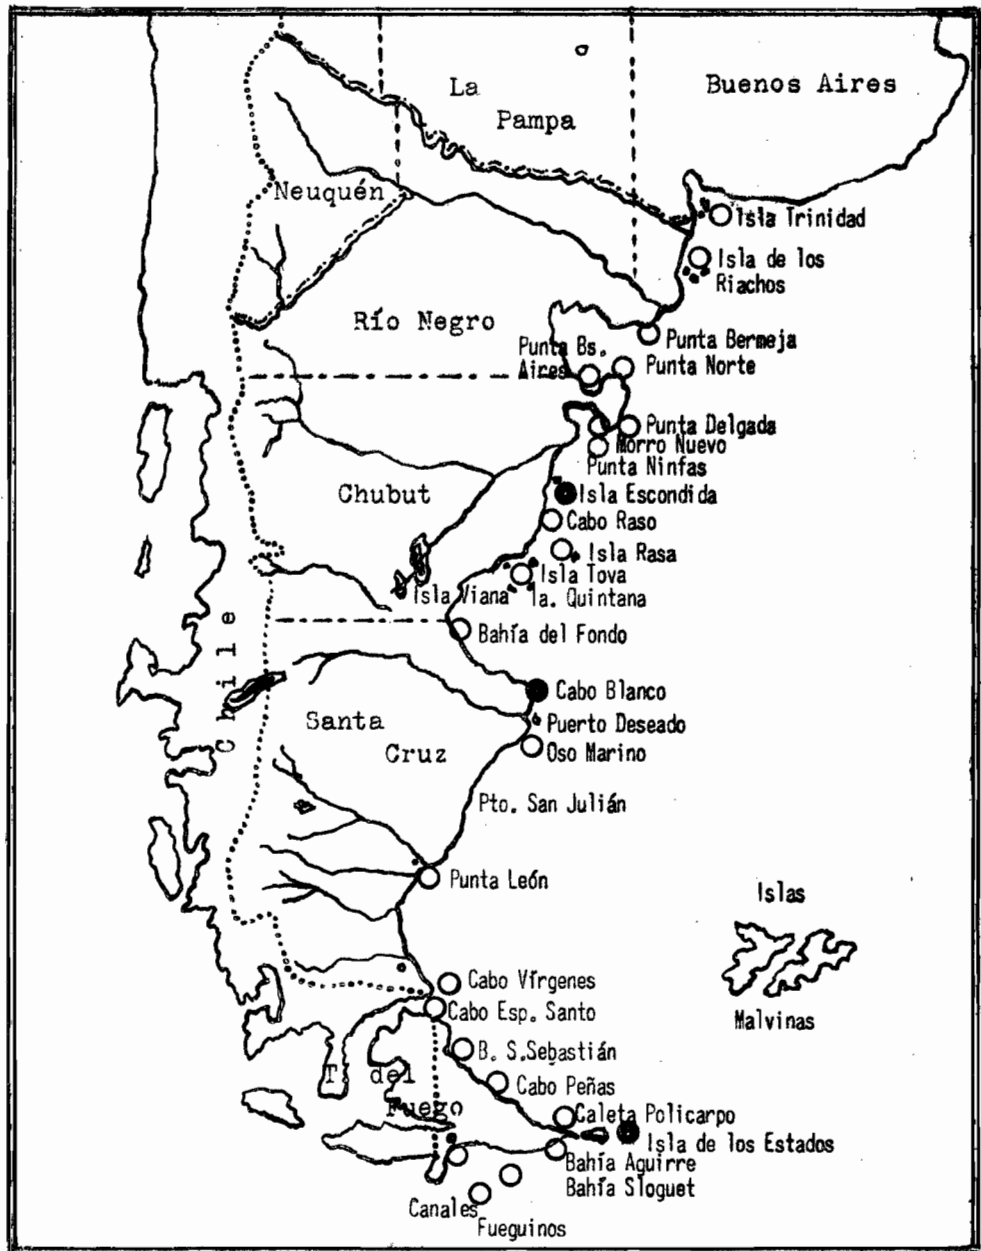 La
Pampa
Buenos Aires
Neuquén
Isla Trinidad
Isla de los
Riachos
Río Negro
Punta Bermeja
Punta Bs.
Aires
Punta Norte
Punta Delgada
Morro Nuevo
Punta Ninfas
Chubut
Isla Escondida
Cabo Raso
Isla Rasa
Isla Tova
Isla Viana
Ia. Quintana
Bahía del Fondo
Chile
Cabo Blanco
Santa
Cruz
Puerto Deseado
Oso Marino
Pto. San Julián
Punta León
Islas
Malvinas
Cabo Vírgenes
Cabo Esp. Santo
B. S.Sebastián
T. del
Fuego
Cabo Peñas
Caleta Policarpo
Isla de los Estados
Bahía Aguirre
Bahía Sloguet
Canales
Fueguinos